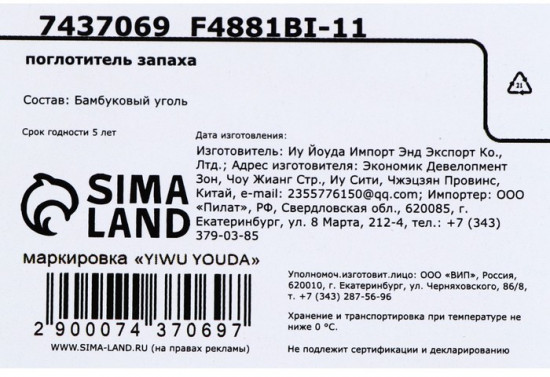 7437069 F4881BI-11
поглотитель запаха
21
Состав: Бамбуковый уголь
Срок годности 5 лет
Дата изготовления:
Изготовитель: Иу Йоуда Импорт Энд Экспорт Ко.,
Лтд.; Адрес изготовителя: Экономик Девелопмент
Зон, Чоу Жианг Стр., Иу Сити, Чжэцзян Провинс,
Китай, e-mail: 2355776150@qq.com; Импортер: ООО
«Пилат», РФ, Свердловская обл., 620085, г.
Екатеринбург, ул. 8 Марта, 212-4, тел.: +7 (343)
379-03-85
SIMA
LAND
маркировка «YIWU YOUDA»
2 900074 370697
WWW.SIMA-LAND.RU (на правах рекламы)
Уполномоч.изготовит.лицо: ООО «ВИП», Россия,
620010, г. Екатеринбург, ул. Черняховского, 86/8,
т. +7 (343) 287-56-96
Хранение и транспортировка при температуре не
ниже 0 °С.
Не подлежит сертификации и декларированию